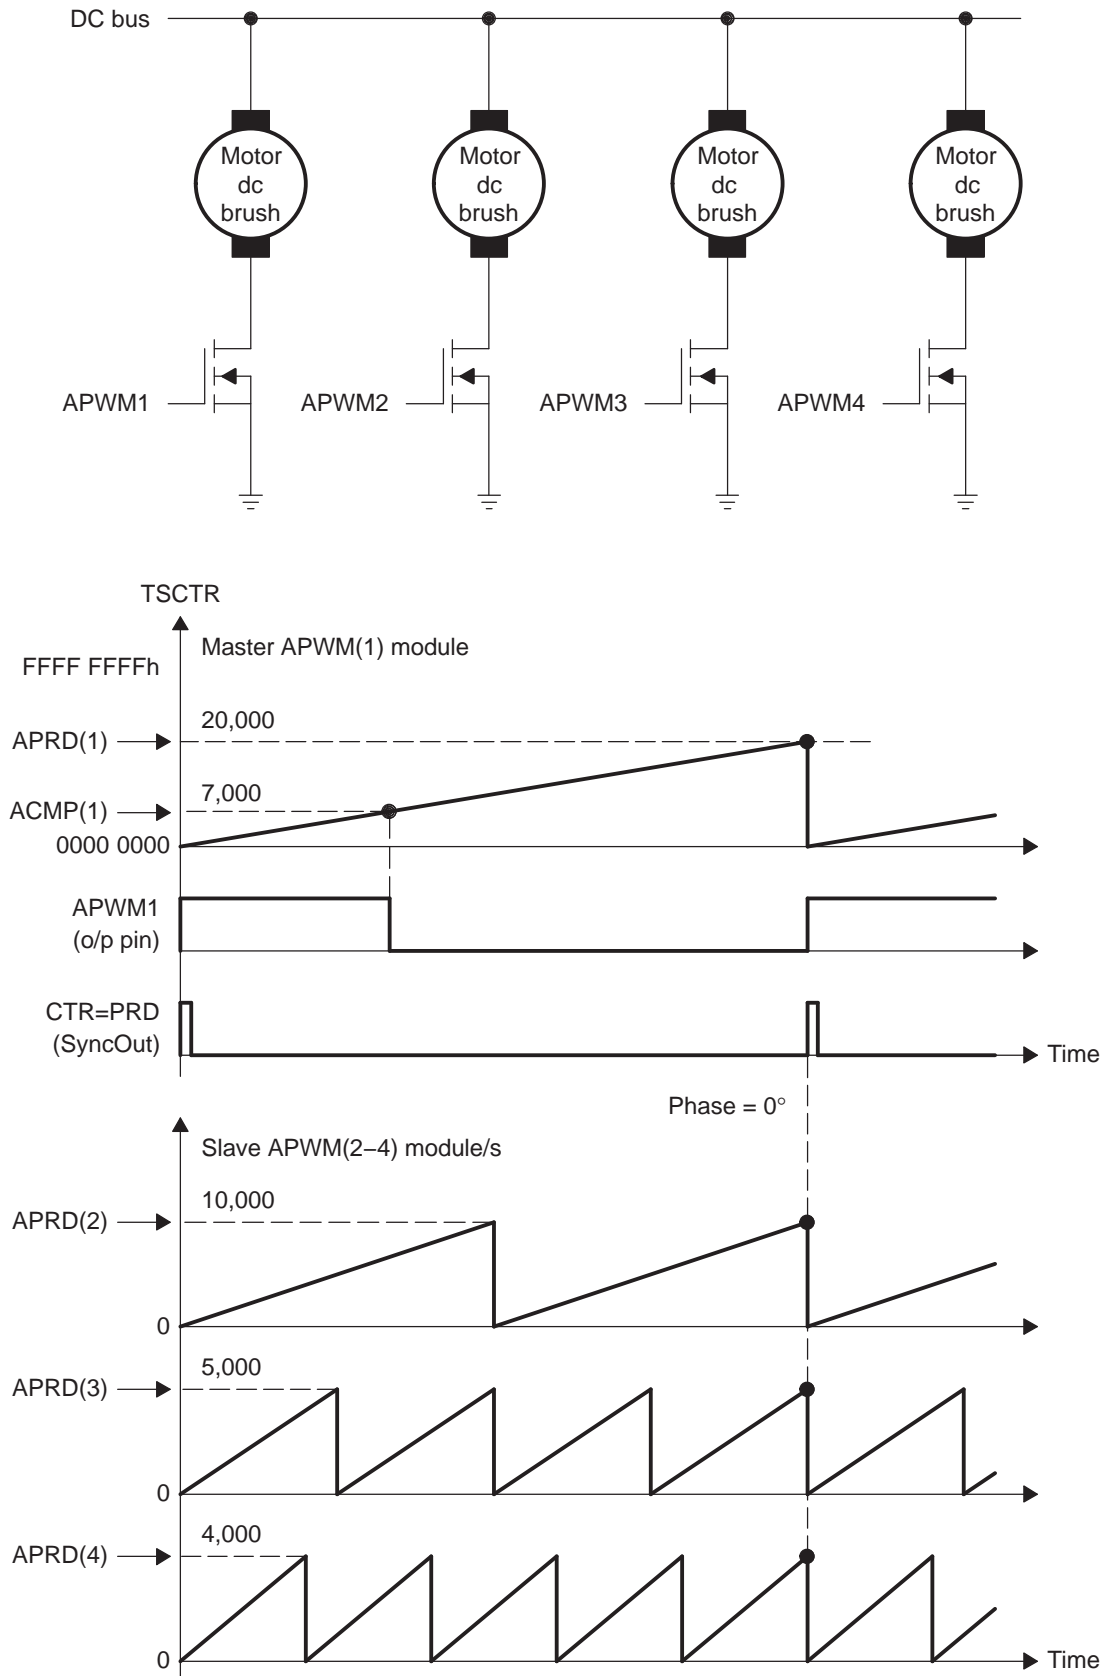 DC bus
Motor
dc
brush
Motor
dc
brush
Motor
dc
brush
Motor
dc
brush
APWM1
APWM2
APWM3
APWM4
TSCTR
Master APWM(1) module
FFFF FFFFh
20,000
APRD(1)
7,000
ACMP(1)
0000 0000
APWM1
(o/p pin)
CTR=PRD
(SyncOut)
Time
Phase = 0°
Slave APWM(2−4) module/s
10,000
APRD(2)
0
5,000
APRD(3)
0
4,000
APRD(4)
0
Time